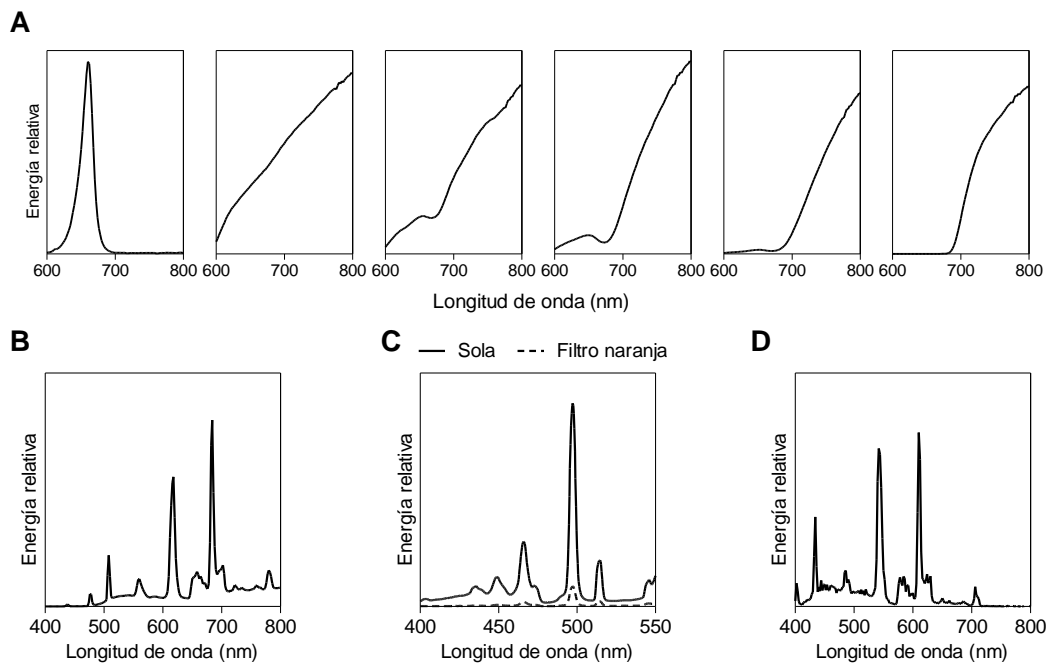 A
Energía relativa
600 700 800 600 700 800 600 700 800 600 700 800 600 700 800 600 700 800
Longitud de onda (nm)
B
C
Sola Filtro naranja
D
Energía relativa
400 500 600 700 800
Longitud de onda (nm)
Energía relativa
400 450 500 550
Longitud de onda (nm)
Energía relativa
400 500 600 700 800
Longitud de onda (nm)